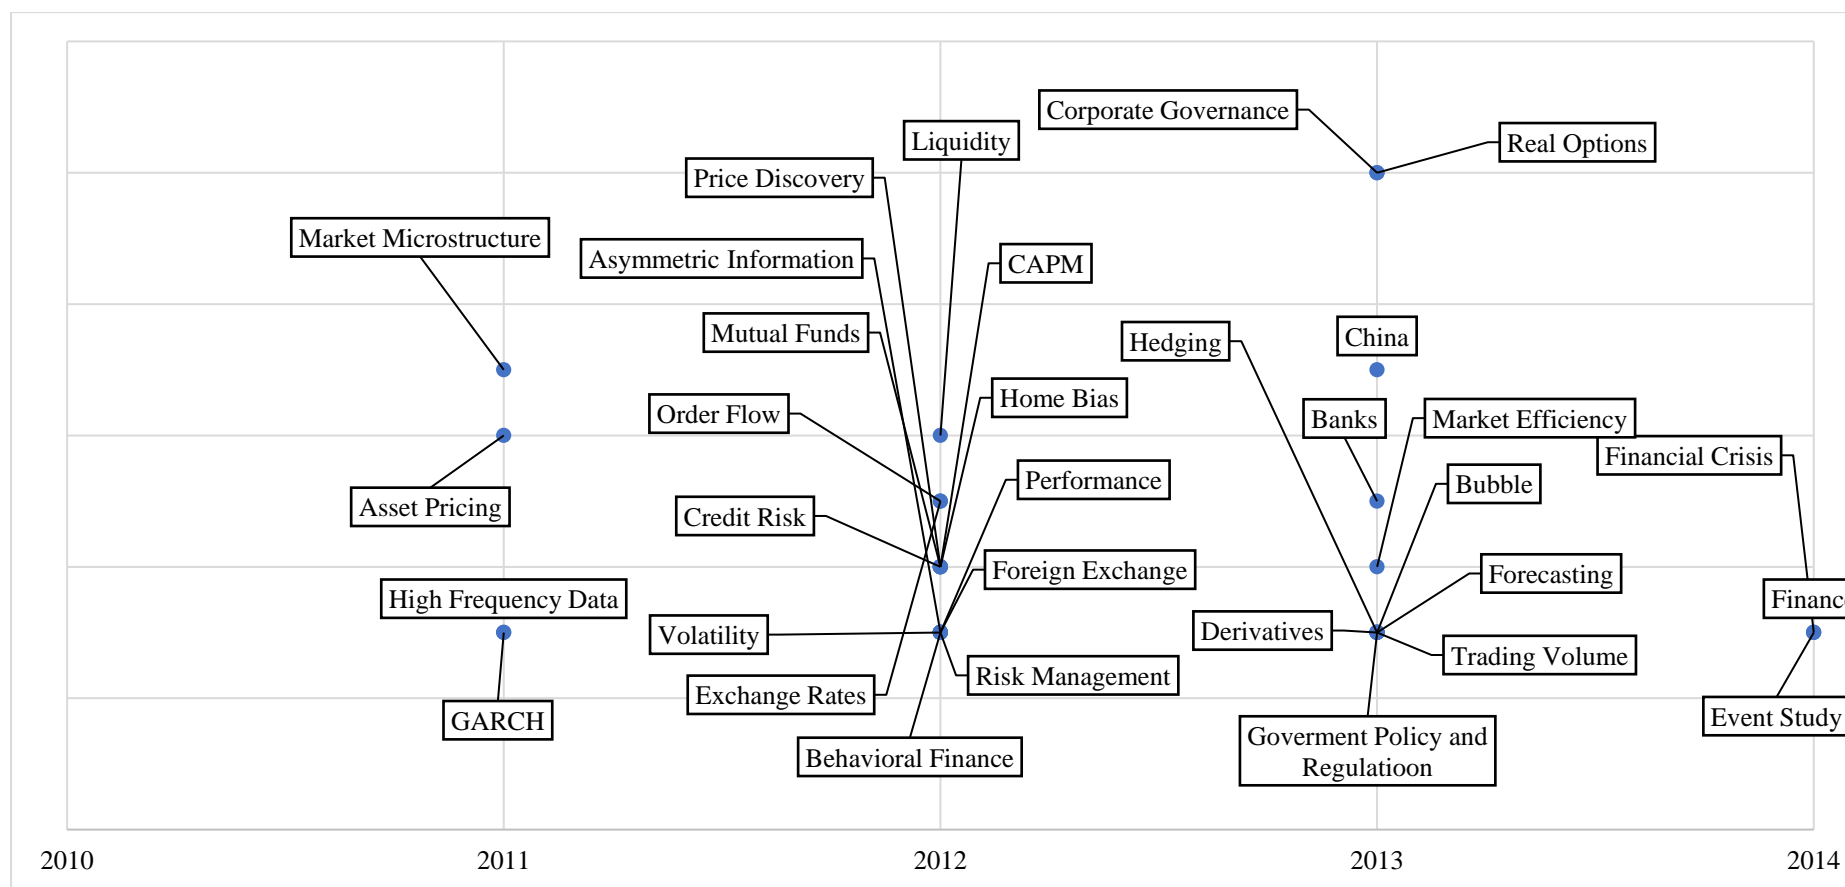 Corporate Governance
Liquidity
Real Options
Price Discovery
Market Microstructure
Asymmetric Information
CAPM
Mutual Funds
Hedging
China
Home Bias
Order Flow
Banks
Market Efficiency
Financial Crisis
Performance
Bubble
Asset Pricing
Credit Risk
Foreign Exchange
Forecasting
High Frequency Data
Finance
Volatility
Derivatives
Trading Volume
Risk Management
Exchange Rates
GARCH
Event Study
Behavioral Finance
Goverment Policy and
Regulatioon
2010
2011
2012
2013
2014